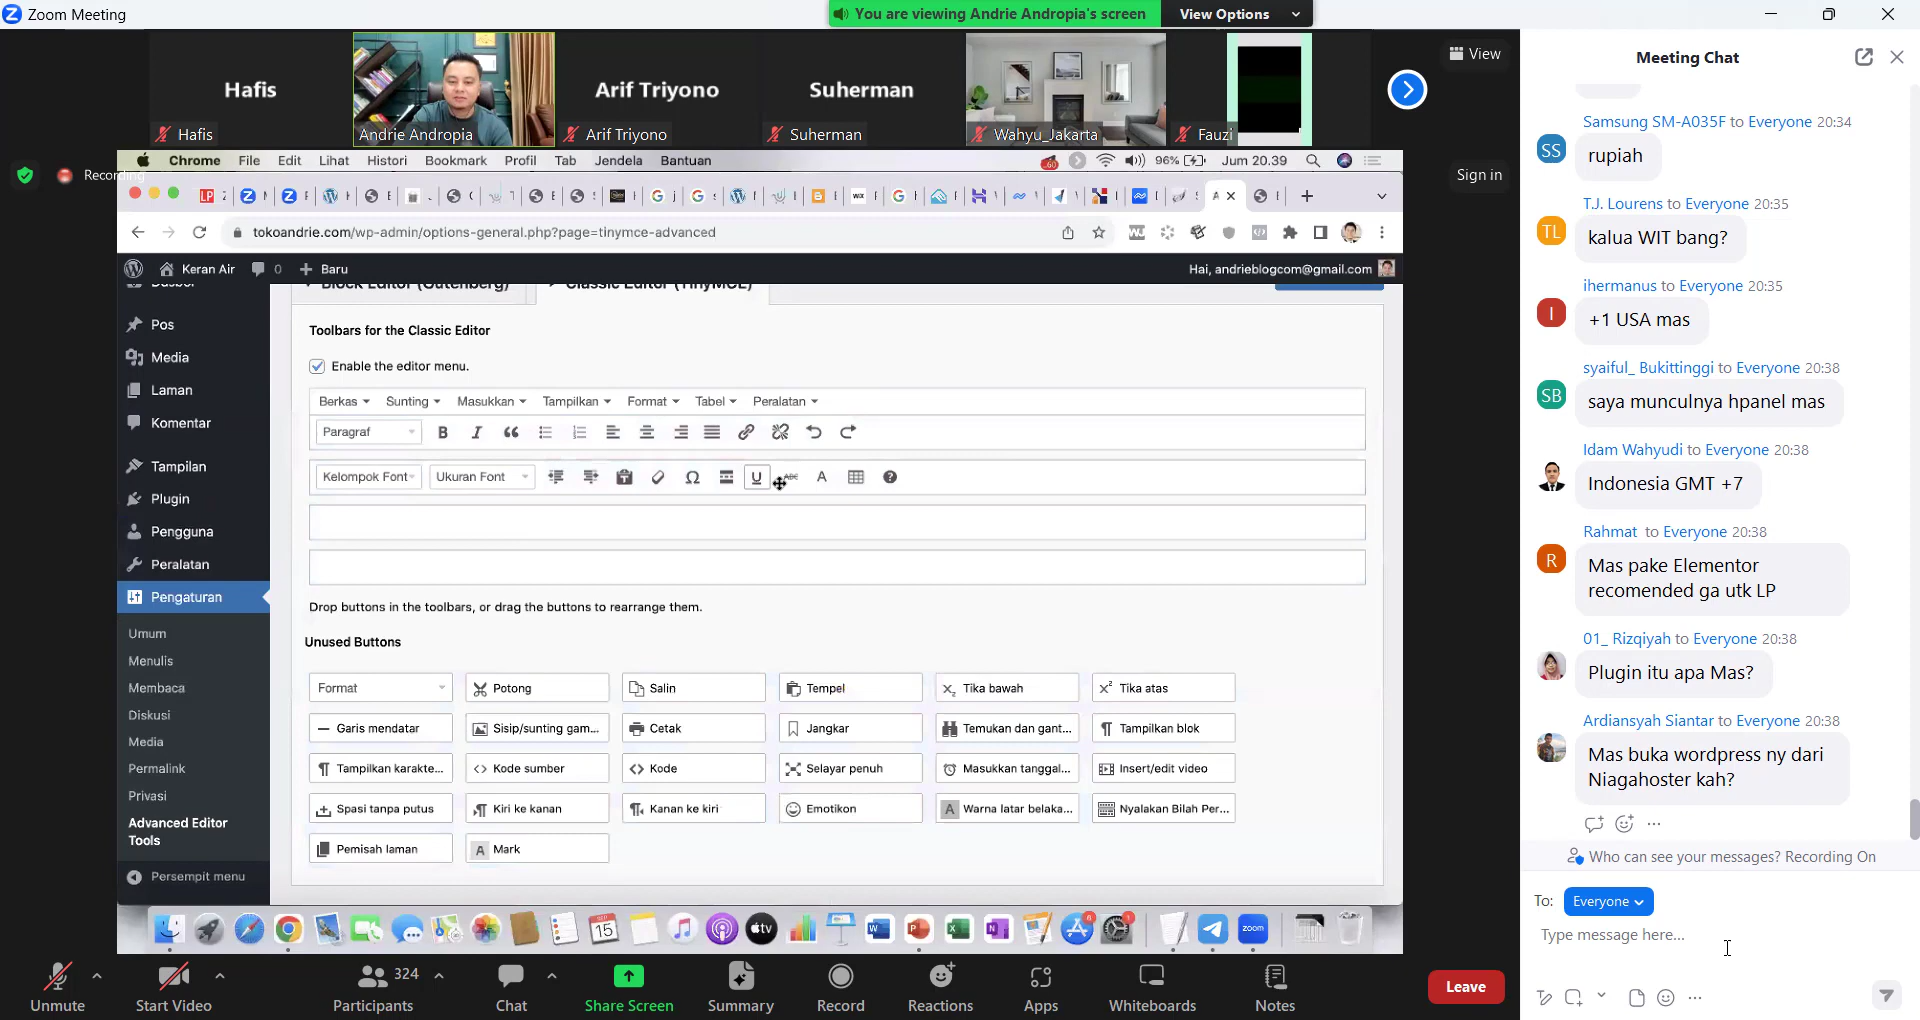 Zoom Meeting
You are viewing Andrie Andropia's screen
View Options
Hafis
Hafis
Andrie Andropia
Arif Triyono
Arif Triyono
Suherman
Suherman
Wahyu_Jakarta
Fauzi
View
Sign in
Recording
Chrome File Edit Lihat Histori Bookmark Profil Tab Jendela Bantuan
96% Jum 20.39
tokoandrie.com/wp-admin/options-general.php?page=tinymce-advanced
Keran Air 0 + Baru
Hai, andrieblogcom@gmail.com
Pos
Media
Laman
Komentar
Tampilan
Plugin
Pengguna
Peralatan
Pengaturan
Umum
Menulis
Membaca
Diskusi
Media
Permalink
Privasi
Advanced Editor
Tools
Persempit menu
Block Editor (Gutenberg)
Classic Editor (TinyMCE)
Toolbars for the Classic Editor
Enable the editor menu.
Berkas Sunting Masukkan Tampilkan Format Tabel Peralatan
Paragraf
Kelompok Font Ukuran Font
Drop buttons in the toolbars, or drag the buttons to rearrange them.
Unused Buttons
Format Potong Salin Tempel Tika bawah Tika atas
Garis mendatar Sisip/sunting gam... Cetak Jangkar Temukan dan gant... Tampilkan blok
Tampilkan karakte... Kode sumber Kode Selayar penuh Masukkan tanggal... Insert/edit video
Spasi tanpa putus Kiri ke kanan Kanan ke kiri Emotikon Warna latar belaka... Nyalakan Bilah Per...
Pemisah laman Mark
Unmute
Start Video
324
Participants
Chat
Share Screen
Summary
Record
Reactions
Apps
Whiteboards
Notes
Leave
Meeting Chat
Samsung SM-A035F to Everyone 20:34
SS
rupiah
T.J. Lourens to Everyone 20:35
TL
kalua WIT bang?
ihermanus to Everyone 20:35
I
+1 USA mas
syaiful_ Bukittinggi to Everyone 20:38
SB
saya munculnya hpanel mas
Idam Wahyudi to Everyone 20:38
Indonesia GMT +7
Rahmat to Everyone 20:38
R
Mas pake Elementor
recomended ga utk LP
01_ Rizqiyah to Everyone 20:38
Plugin itu apa Mas?
Ardiansyah Siantar to Everyone 20:38
Mas buka wordpress ny dari
Niagahoster kah?
Who can see your messages? Recording On
To: Everyone
Type message here...